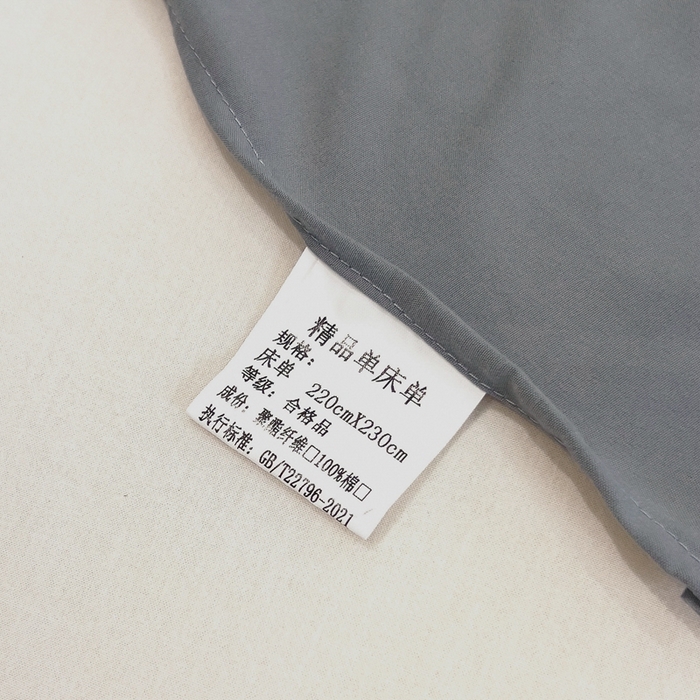 精品单床单
规格：
床单 220cmX230cm
等级：合格品
成份：聚酯纤维□100%棉□
执行标准：GB/T22796-2021